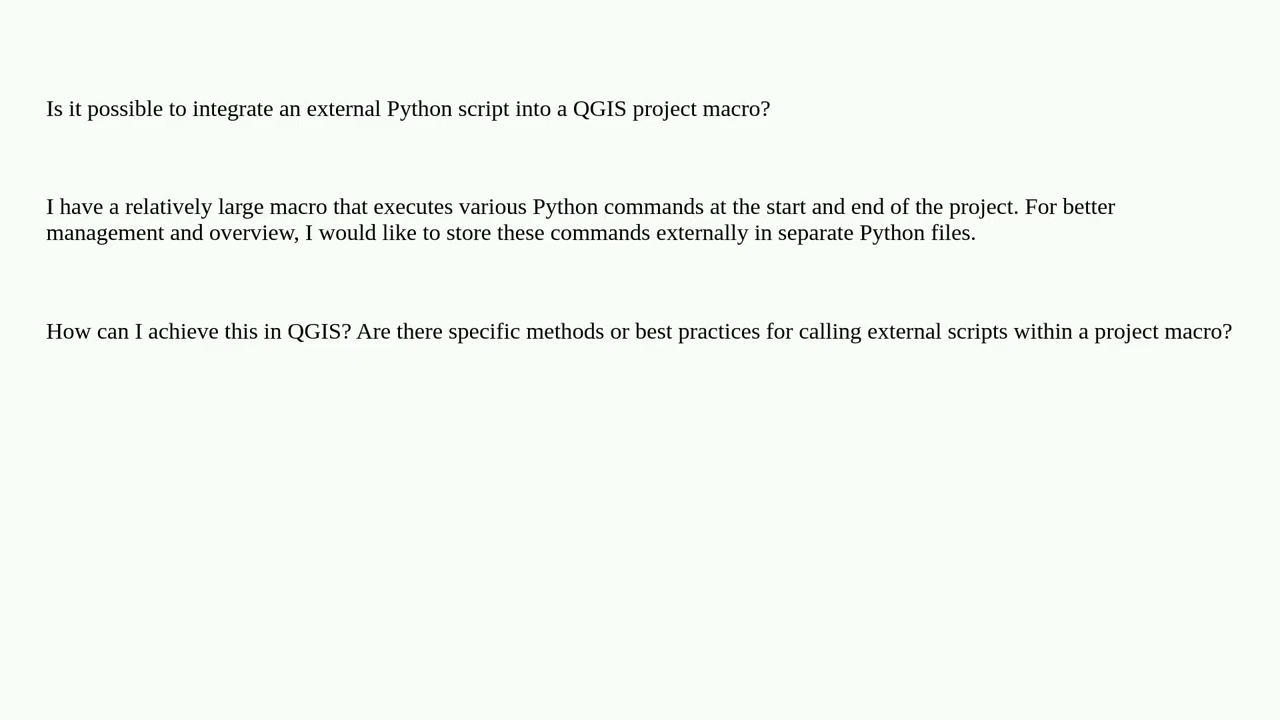 Is it possible to integrate an external Python script into a QGIS project macro?
I have a relatively large macro that executes various Python commands at the start and end of the project. For better
management and overview, I would like to store these commands externally in separate Python files.
How can I achieve this in QGIS? Are there specific methods or best practices for calling external scripts within a project macro?